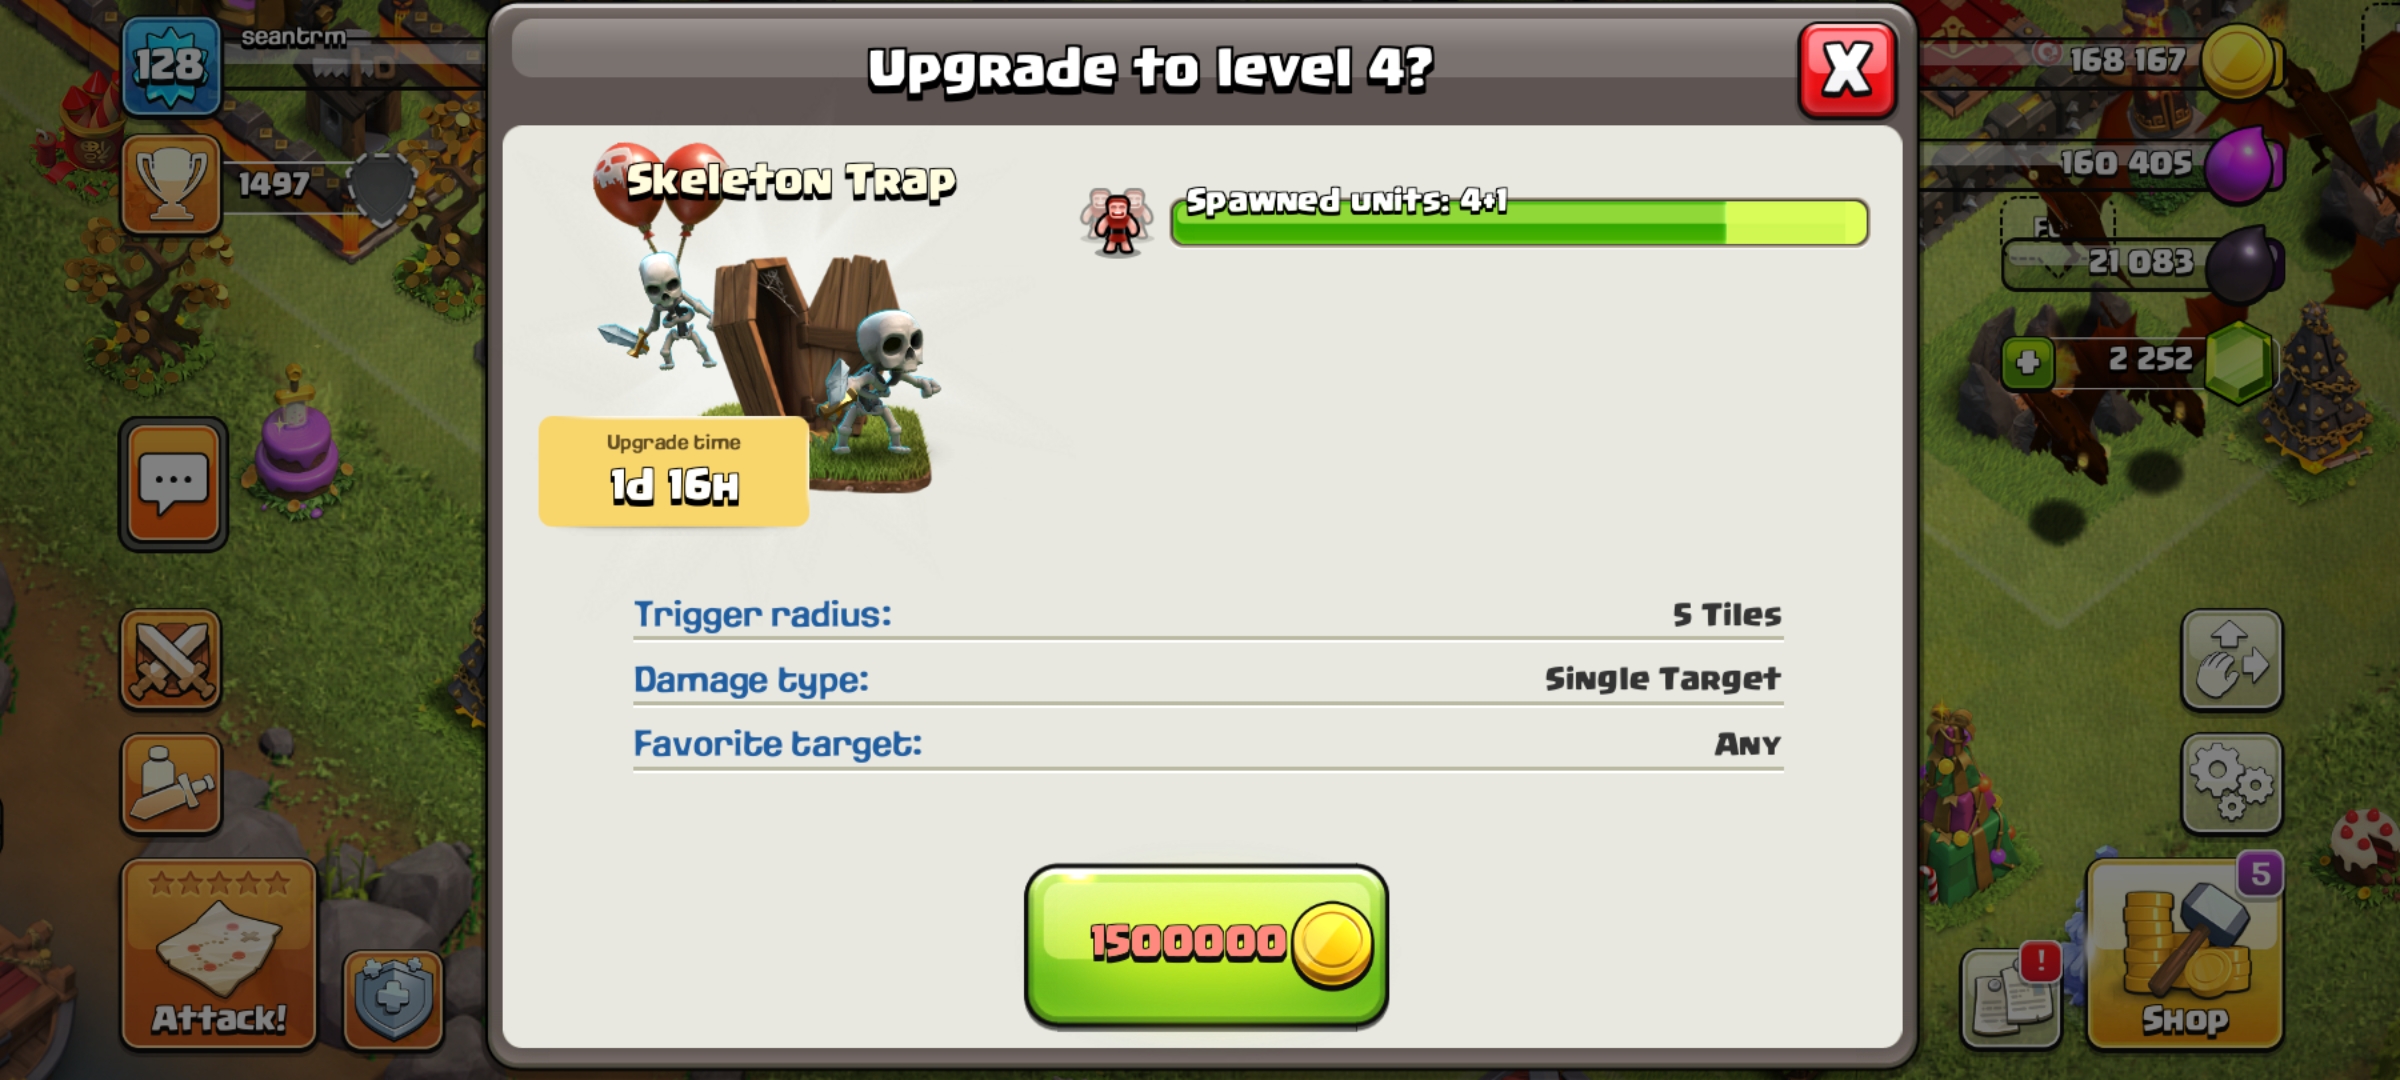 128
seantrm
1497
Upgrade to level 4?
X
168 167
160 405
21 083
2 252
Skeleton Trap
Spawned units: 4+1
Upgrade time
1d 16H
Trigger radius:
5 Tiles
Damage type:
Single Target
Favorite target:
Any
1500000
Attack!
5
!
Shop